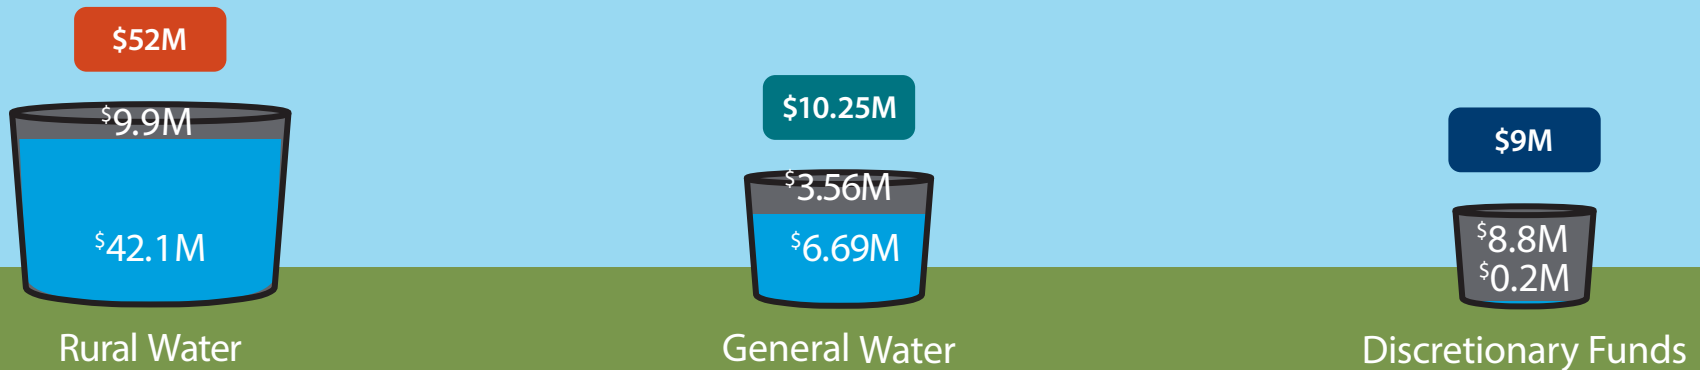 $52M
$9.9M
$42.1M
Rural Water
$10.25M
$3.56M
$6.69M
General Water
$9M
$8.8M
$0.2M
Discretionary Funds